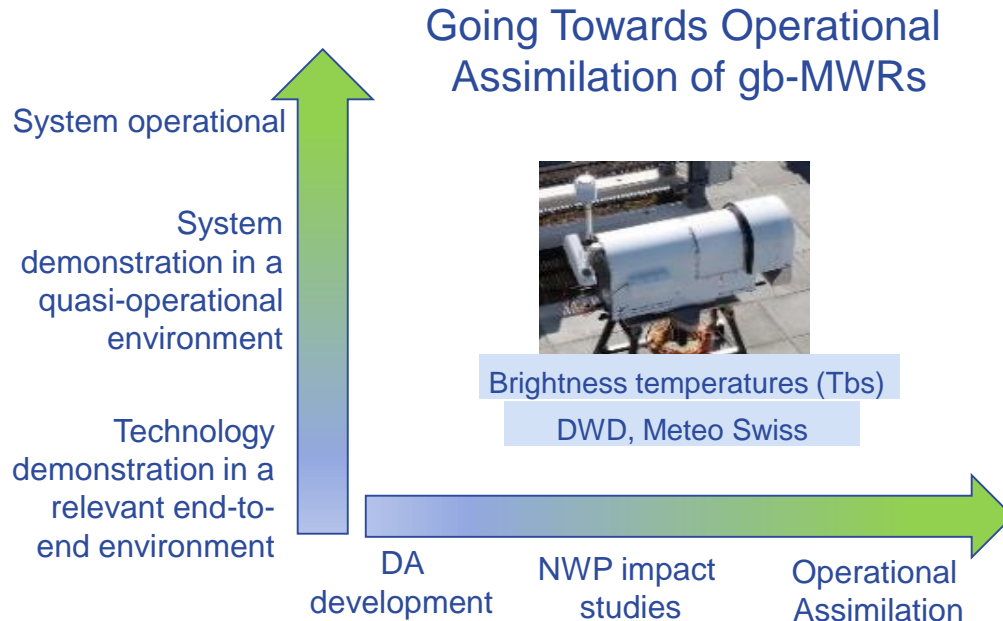 Going Towards Operational
Assimilation of gb-MWRs
System operational
System
demonstration in a
quasi-operational
environment
Technology
demonstration in a
relevant end-to-
end environment
Brightness temperatures (Tbs)
DWD, Meteo Swiss
DA
development
NWP impact
studies
Operational
Assimilation